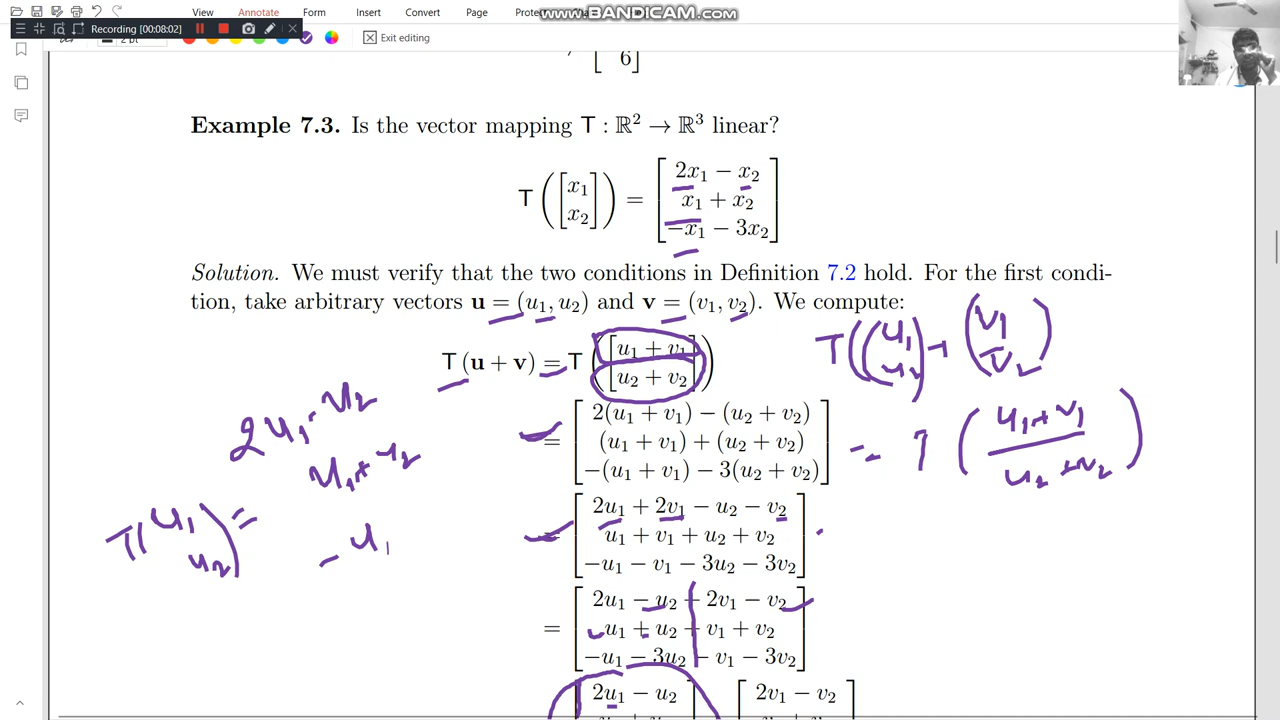 View Annotate Form Insert Convert Page
www.BANDICAM.com
Recording [00:08:02]
2 pt
Exit editing
6]
Example 7.3. Is the vector mapping T : ℝ² → ℝ³ linear?
T ([x₁ x₂]) = [2x₁ − x₂
x₁ + x₂
−x₁ − 3x₂]
Solution. We must verify that the two conditions in Definition 7.2 hold. For the first condi-
tion, take arbitrary vectors u = (u₁, u₂) and v = (v₁, v₂). We compute:
T (u + v) = T ([u₁ + v₁
u₂ + v₂])
= [2(u₁ + v₁) − (u₂ + v₂)
(u₁ + v₁) + (u₂ + v₂)
−(u₁ + v₁) − 3(u₂ + v₂)]
= [2u₁ + 2v₁ − u₂ − v₂
u₁ + v₁ + u₂ + v₂
−u₁ − v₁ − 3u₂ − 3v₂]
= [2u₁ − u₂ + 2v₁ − v₂
u₁ + u₂ + v₁ + v₂
−u₁ − 3u₂ − v₁ − 3v₂]
2u₁ − u₂
2v₁ − v₂
T((u₁ u₂) + (v₁ v₂))
= T (u₁ + v₁
u₂ + v₂)
2u₁ − u₂
u₁ + u₂
T(u₁ u₂) =
− u₁